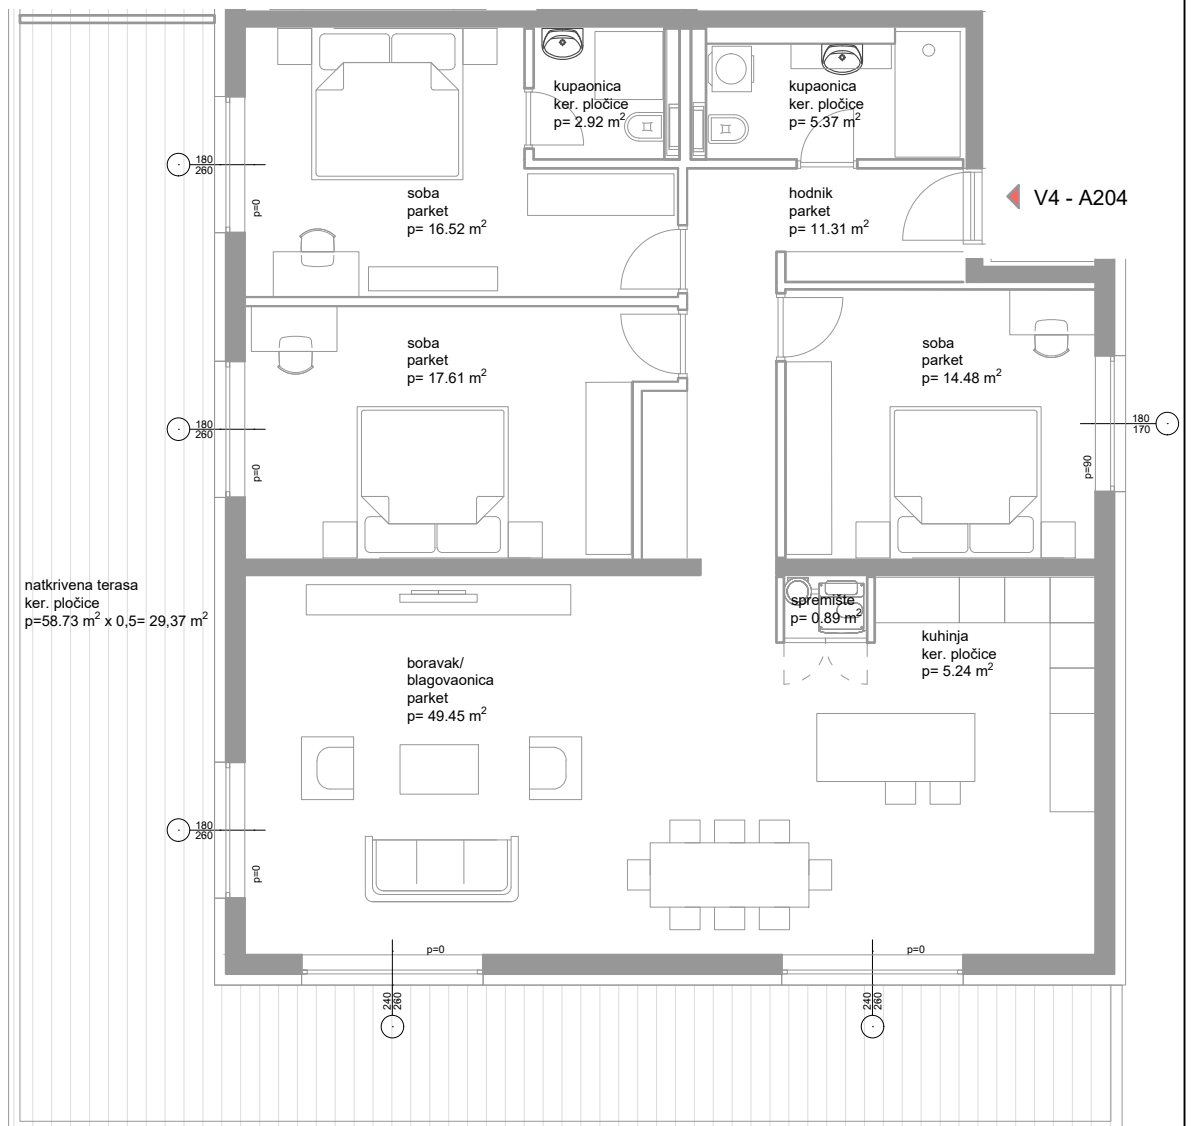 kupaonica
ker. pločice
p= 2.92 m²
kupaonica
ker. pločice
p= 5.37 m²
180
260
p=0
soba
parket
p= 16.52 m²
hodnik
parket
p= 11.31 m²
V4 - A204
soba
parket
p= 17.61 m²
soba
parket
p= 14.48 m²
180
260
p=0
180
170
p=90
natkrivena terasa
ker. pločice
p=58.73 m² x 0,5= 29,37 m²
spremište
p= 0.89 m²
kuhinja
ker. pločice
p= 5.24 m²
boravak/
blagovaonica
parket
p= 49.45 m²
180
260
p=0
p=0
240
260
p=0
240
260